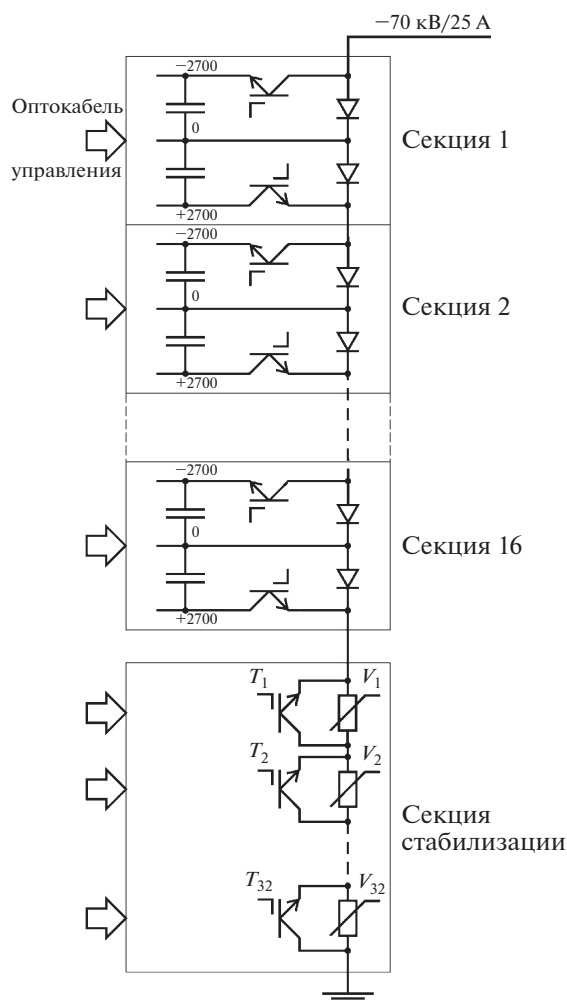 −70 кВ/25 А
−2700
Оптокабель
0
Секция 1
управления
+2700
−2700
0
Секция 2
+2700
−2700
0
Секция 16
+2700
T1
V1
T2
V2
Секция
стабилизации
T32
V32